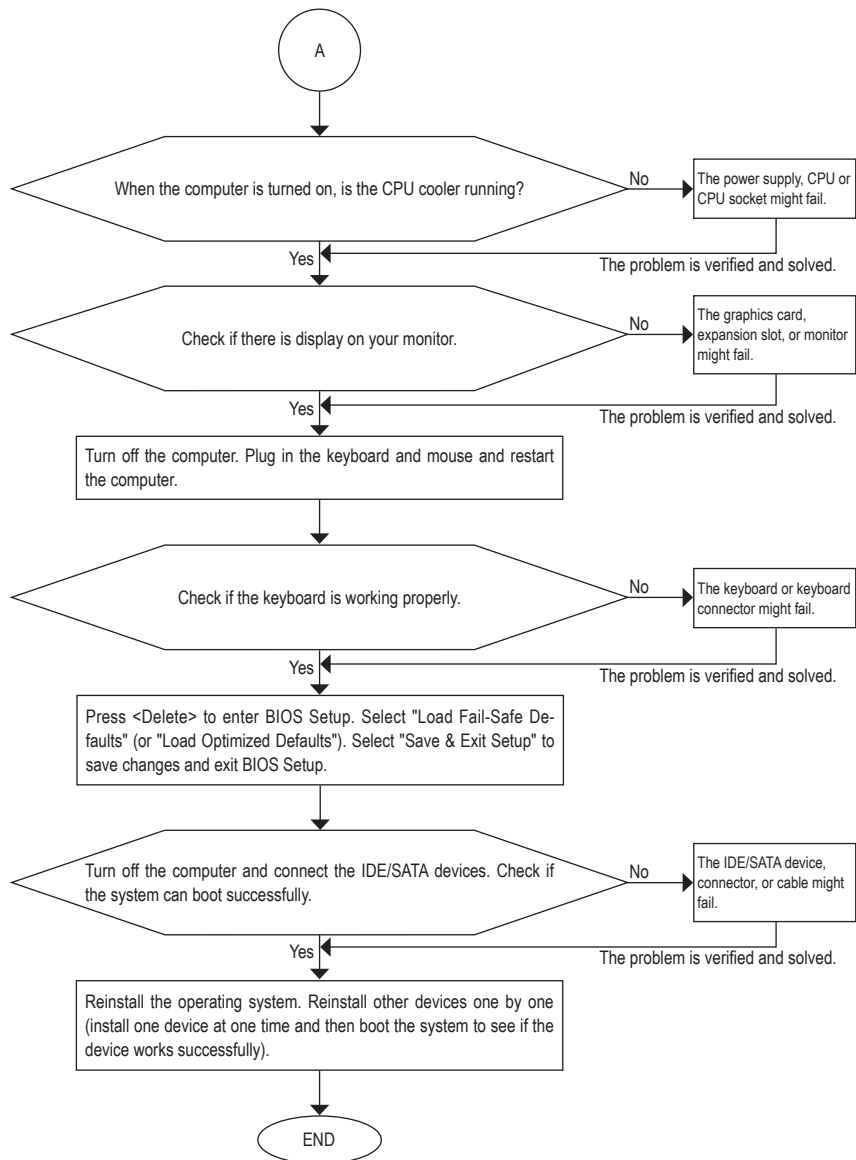 A
When the computer is turned on, is the CPU cooler running?
No
The power supply, CPU or
CPU socket might fail.
Yes
The problem is verified and solved.
Check if there is display on your monitor.
No
The graphics card,
expansion slot, or monitor
might fail.
Yes
The problem is verified and solved.
Turn off the computer. Plug in the keyboard and mouse and restart
the computer.
Check if the keyboard is working properly.
No
The keyboard or keyboard
connector might fail.
Yes
The problem is verified and solved.
Press <Delete> to enter BIOS Setup. Select "Load Fail-Safe De-
faults" (or "Load Optimized Defaults"). Select "Save & Exit Setup" to
save changes and exit BIOS Setup.
Turn off the computer and connect the IDE/SATA devices. Check if
the system can boot successfully.
No
The IDE/SATA device,
connector, or cable might
fail.
Yes
The problem is verified and solved.
Reinstall the operating system. Reinstall other devices one by one
(install one device at one time and then boot the system to see if the
device works successfully).
END